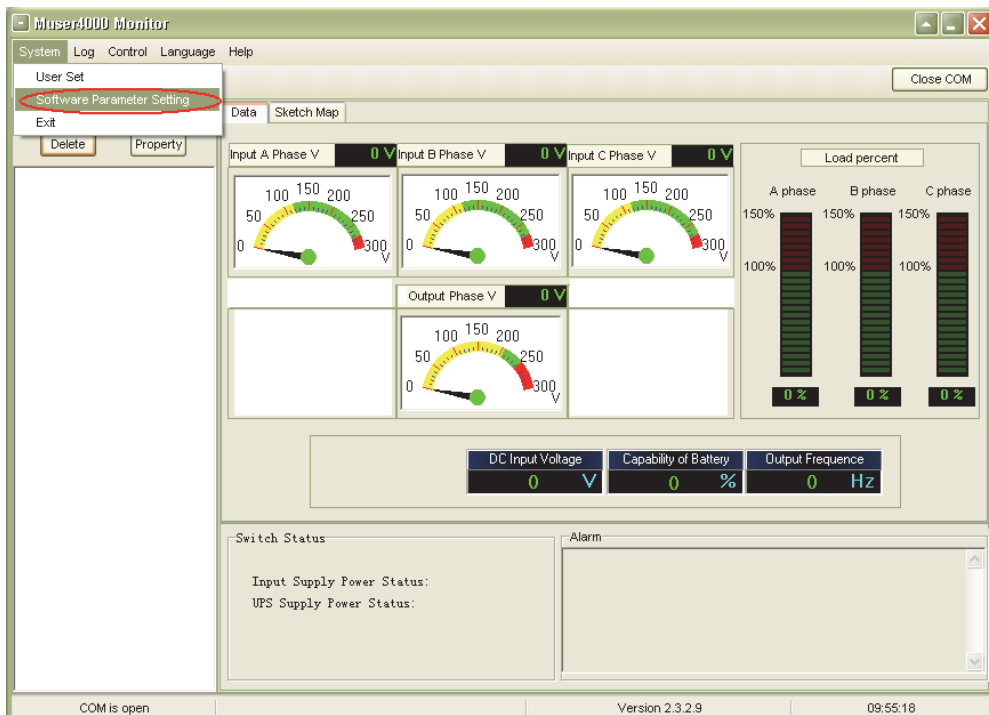 Muser4000 Monitor
System Log Control Language Help
User Set
Software Parameter Setting
Exit
Close COM
Delete Property
Data Sketch Map
Input A Phase V 0 V Input B Phase V 0 V Input C Phase V 0 V
0 50 100 150 200 250 300 V
0 50 100 150 200 250 300 V
0 50 100 150 200 250 300 V
Output Phase V 0 V
0 50 100 150 200 250 300 V
Load percent
A phase B phase C phase
150% 150% 150%
100% 100% 100%
0 % 0 % 0 %
DC Input Voltage Capability of Battery Output Frequence
0 V 0 % 0 Hz
Switch Status
Input Supply Power Status:
UPS Supply Power Status:
Alarm
COM is open Version 2.3.2.9 09:55:18